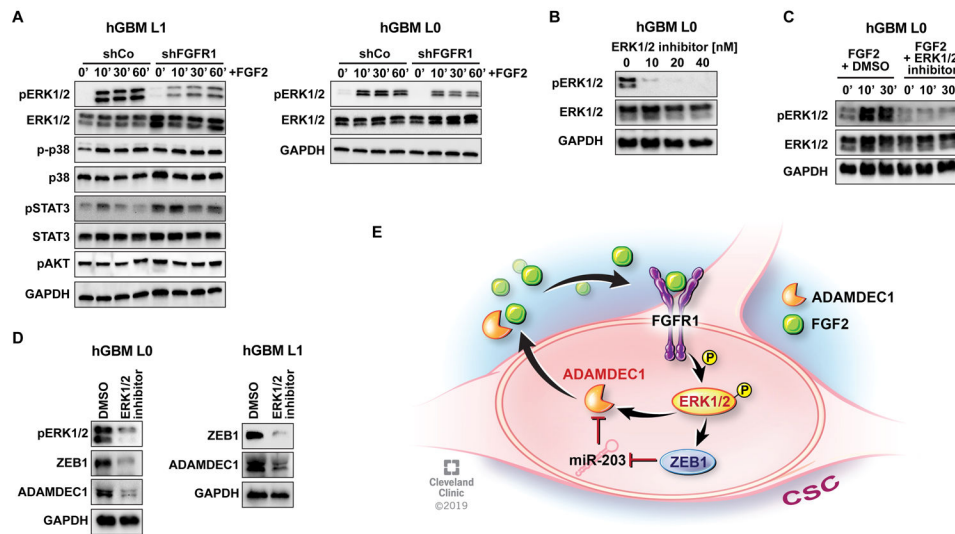 A
hGBM L1
shCo shFGFR1
0' 10' 30' 60' 0' 10' 30' 60' +FGF2
pERK1/2
ERK1/2
p-p38
p38
pSTAT3
STAT3
pAKT
GAPDH
hGBM L0
shCo shFGFR1
0' 10' 30' 60' 0' 10' 30' 60' +FGF2
pERK1/2
ERK1/2
GAPDH
B
hGBM L0
ERK1/2 inhibitor [nM]
0 10 20 40
pERK1/2
ERK1/2
GAPDH
C
hGBM L0
FGF2 FGF2
+ DMSO + ERK1/2
inhibitor
0' 10' 30' 0' 10' 30'
pERK1/2
ERK1/2
GAPDH
D
hGBM L0
DMSO
ERK1/2
inhibitor
pERK1/2
ZEB1
ADAMDEC1
GAPDH
hGBM L1
DMSO
ERK1/2
inhibitor
ZEB1
ADAMDEC1
GAPDH
E
ADAMDEC1
FGF2
FGFR1
P
ADAMDEC1
P
ERK1/2
miR-203
ZEB1
CSC
Cleveland
Clinic
©2019